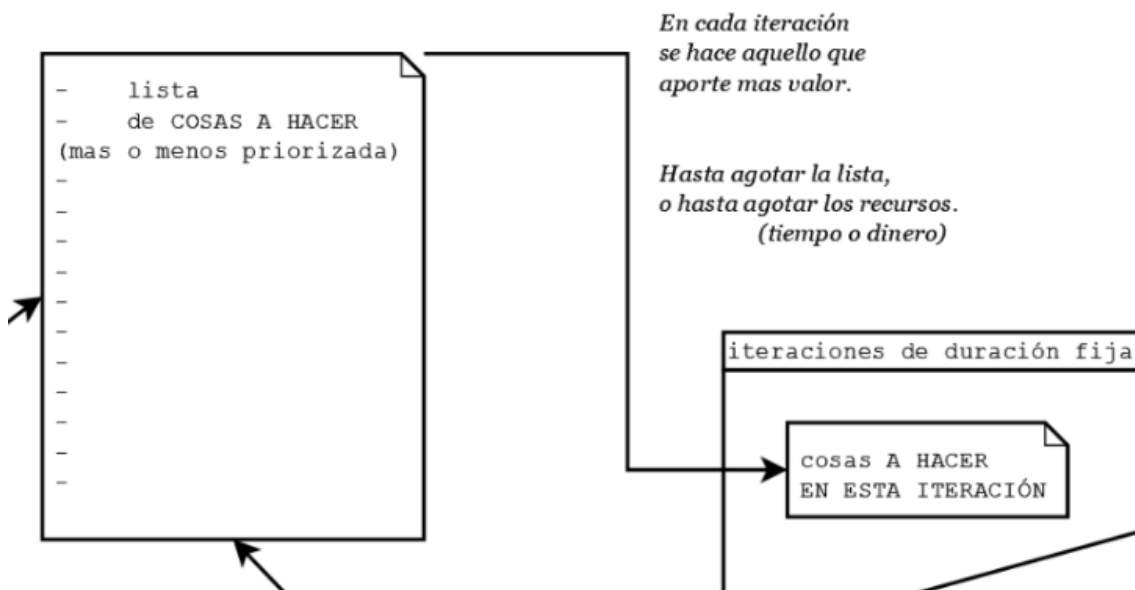 - lista
- de COSAS A HACER
(mas o menos priorizada)
-
-
-
-
-
-
-
-
-
-
-
En cada iteración
se hace aquello que
aporte mas valor.
Hasta agotar la lista,
o hasta agotar los recursos.
(tiempo o dinero)
iteraciones de duración fija
cosas A HACER
EN ESTA ITERACIÓN